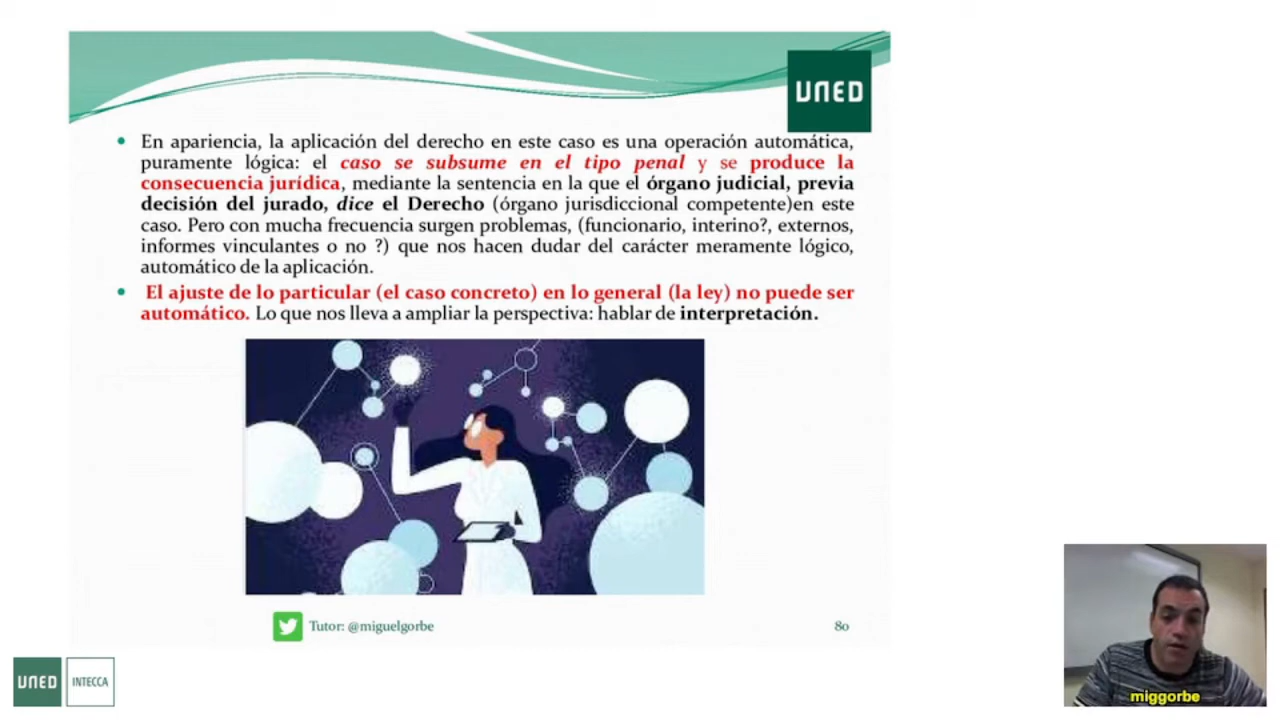 UNED
En apariencia, la aplicación del derecho en este caso es una operación automática,
puramente lógica: el caso se subsume en el tipo penal y se produce la
consecuencia jurídica, mediante la sentencia en la que el órgano judicial, previa
decisión del jurado, dice el Derecho (órgano jurisdiccional competente)en este
caso. Pero con mucha frecuencia surgen problemas, (funcionario, interino?, externos,
informes vinculantes o no ?) que nos hacen dudar del carácter meramente lógico,
automático de la aplicación.
El ajuste de lo particular (el caso concreto) en lo general (la ley) no puede ser
automático. Lo que nos lleva a ampliar la perspectiva: hablar de interpretación.
Tutor: @miguelgorbe
80
UNED
INTECCA
miggorbe